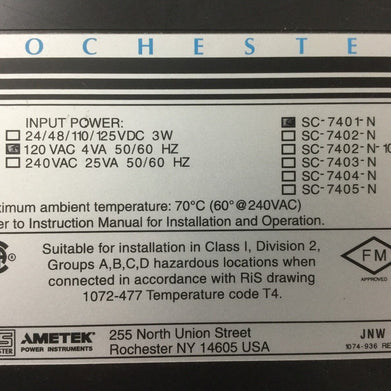 OCHESTE
INPUT POWER:
24/48/110/125VDC 3W
120 VAC 4VA 50/60 HZ
240VAC 25VA 50/60 HZ
SC-7401-N
SC-7402-N
SC-7402-N-10
SC-7403-N
SC-7404-N
SC-7405-N
ximum ambient temperature: 70°C (60°@240VAC)
er to Instruction Manual for Installation and Operation.
Suitable for installation in Class I, Division 2,
Groups A,B,C,D hazardous locations when
connected in accordance with RiS drawing
1072-477 Temperature code T4.
FM
APPROVED
ESTER
AMETEK
POWER INSTRUMENTS
255 North Union Street
Rochester NY 14605 USA
JNW
1074-936 RE